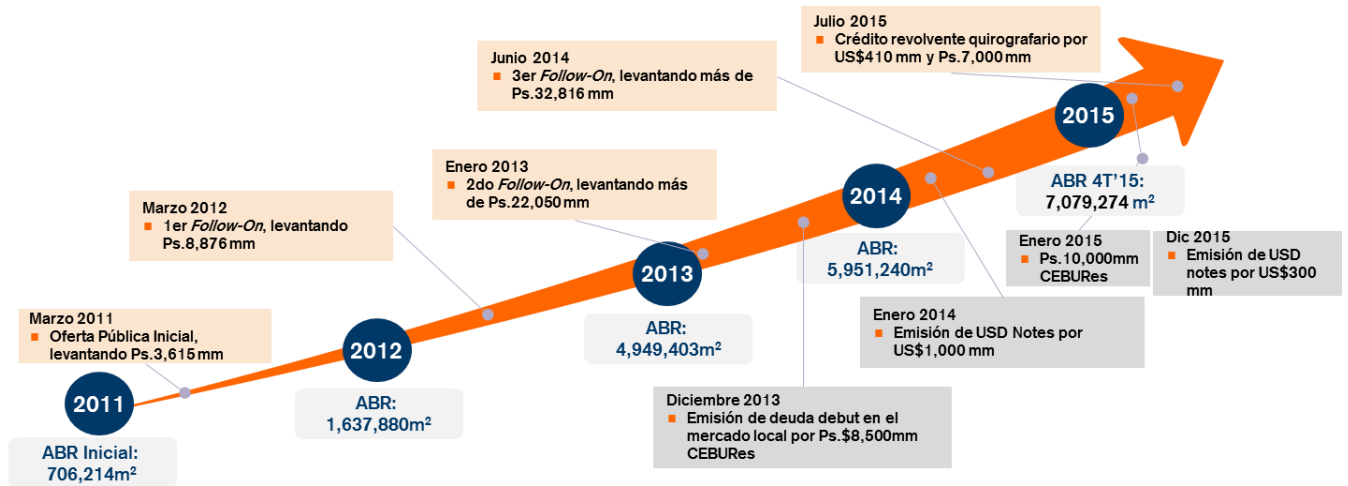 Julio 2015
■ Crédito revolvente quirografario por
US$410 mm y Ps.7,000 mm
Junio 2014
■ 3er Follow-On, levantando más de
Ps.32,816 mm
2015
Enero 2013
■ 2do Follow-On, levantando más
de Ps.22,050 mm
ABR 4T'15:
7,079,274 m²
2014
Marzo 2012
■ 1er Follow-On, levantando
Ps.8,876 mm
ABR:
5,951,240m²
Enero 2015
■ Ps.10,000mm
CEBURes
Dic 2015
■ Emisión de USD
notes por US$300
mm
2013
Enero 2014
■ Emisión de USD Notes por
US$1,000 mm
Marzo 2011
■ Oferta Pública Inicial,
levantando Ps.3,615 mm
ABR:
4,949,403m²
2012
ABR:
1,637,880m²
Diciembre 2013
■ Emisión de deuda debut en el
mercado local por Ps.$8,500mm
CEBURes
2011
ABR Inicial:
706,214m²